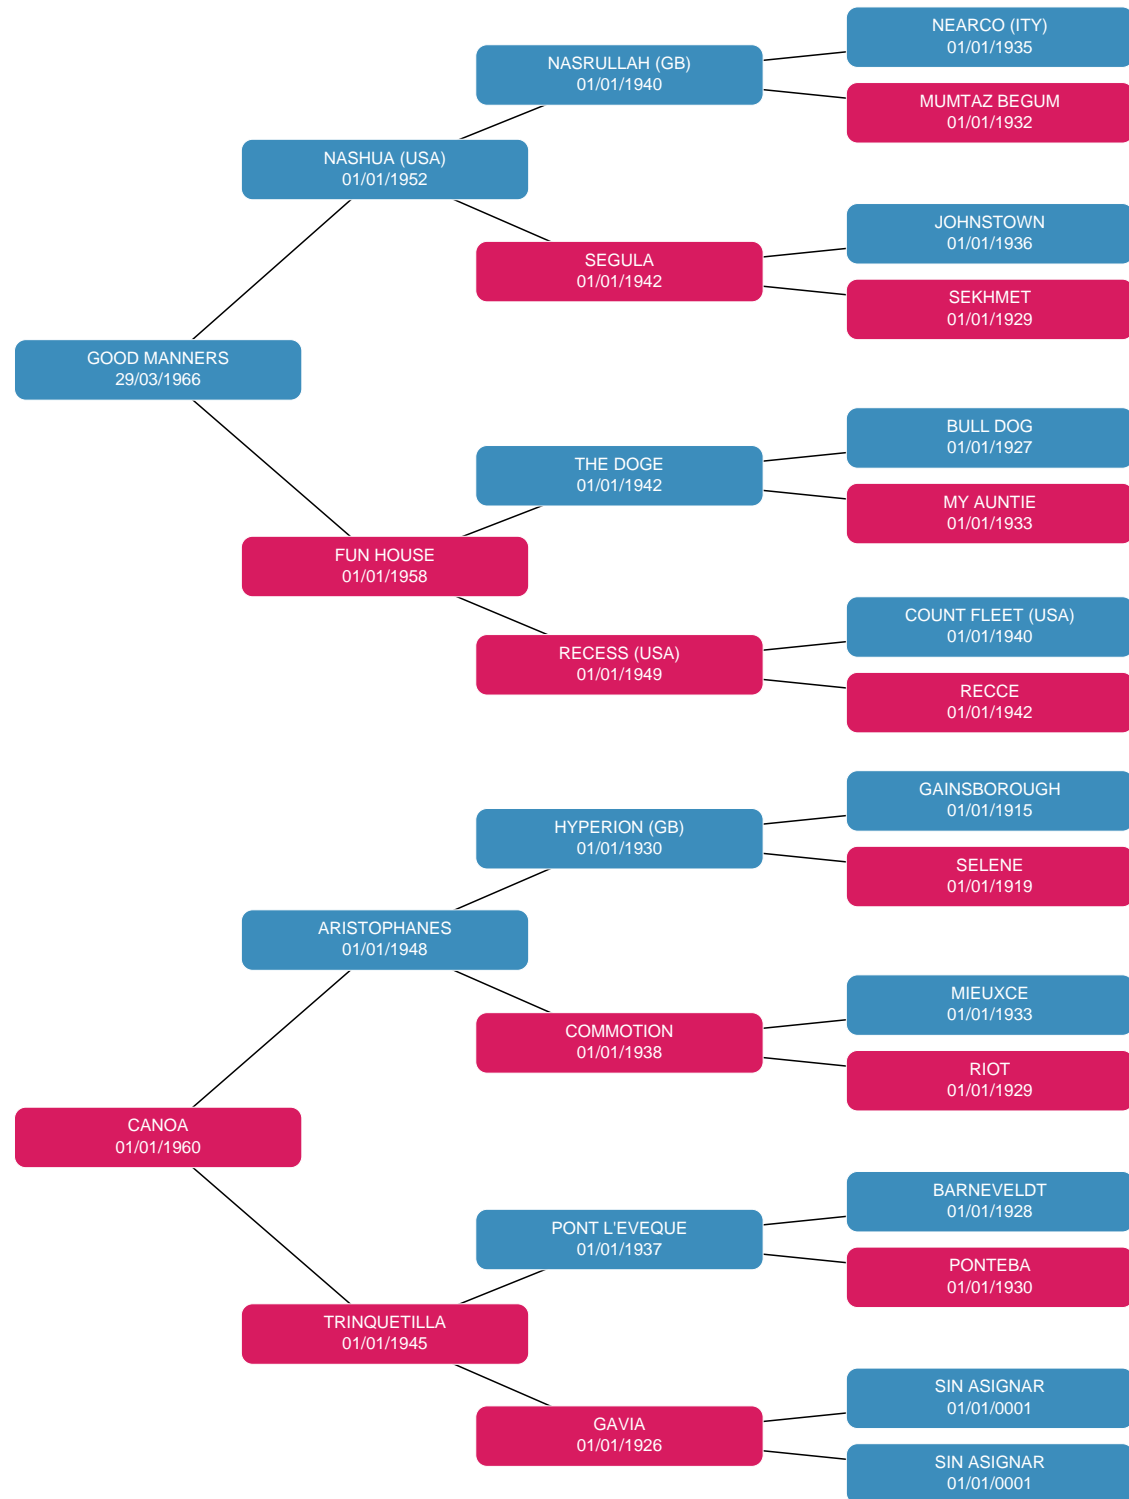 NEARCO (ITY)
01/01/1935
NASRULLAH (GB)
01/01/1940
MUMTAZ BEGUM
01/01/1932
NASHUA (USA)
01/01/1952
JOHNSTOWN
01/01/1936
SEGULA
01/01/1942
SEKHMET
01/01/1929
GOOD MANNERS
29/03/1966
BULL DOG
01/01/1927
THE DOGE
01/01/1942
MY AUNTIE
01/01/1933
FUN HOUSE
01/01/1958
COUNT FLEET (USA)
01/01/1940
RECESS (USA)
01/01/1949
RECCE
01/01/1942
GAINSBOROUGH
01/01/1915
HYPERION (GB)
01/01/1930
SELENE
01/01/1919
ARISTOPHANES
01/01/1948
MIEUXCE
01/01/1933
COMMOTION
01/01/1938
RIOT
01/01/1929
CANOA
01/01/1960
BARNEVELDT
01/01/1928
PONT L'EVEQUE
01/01/1937
PONTEBA
01/01/1930
TRINQUETILLA
01/01/1945
SIN ASIGNAR
01/01/0001
GAVIA
01/01/1926
SIN ASIGNAR
01/01/0001